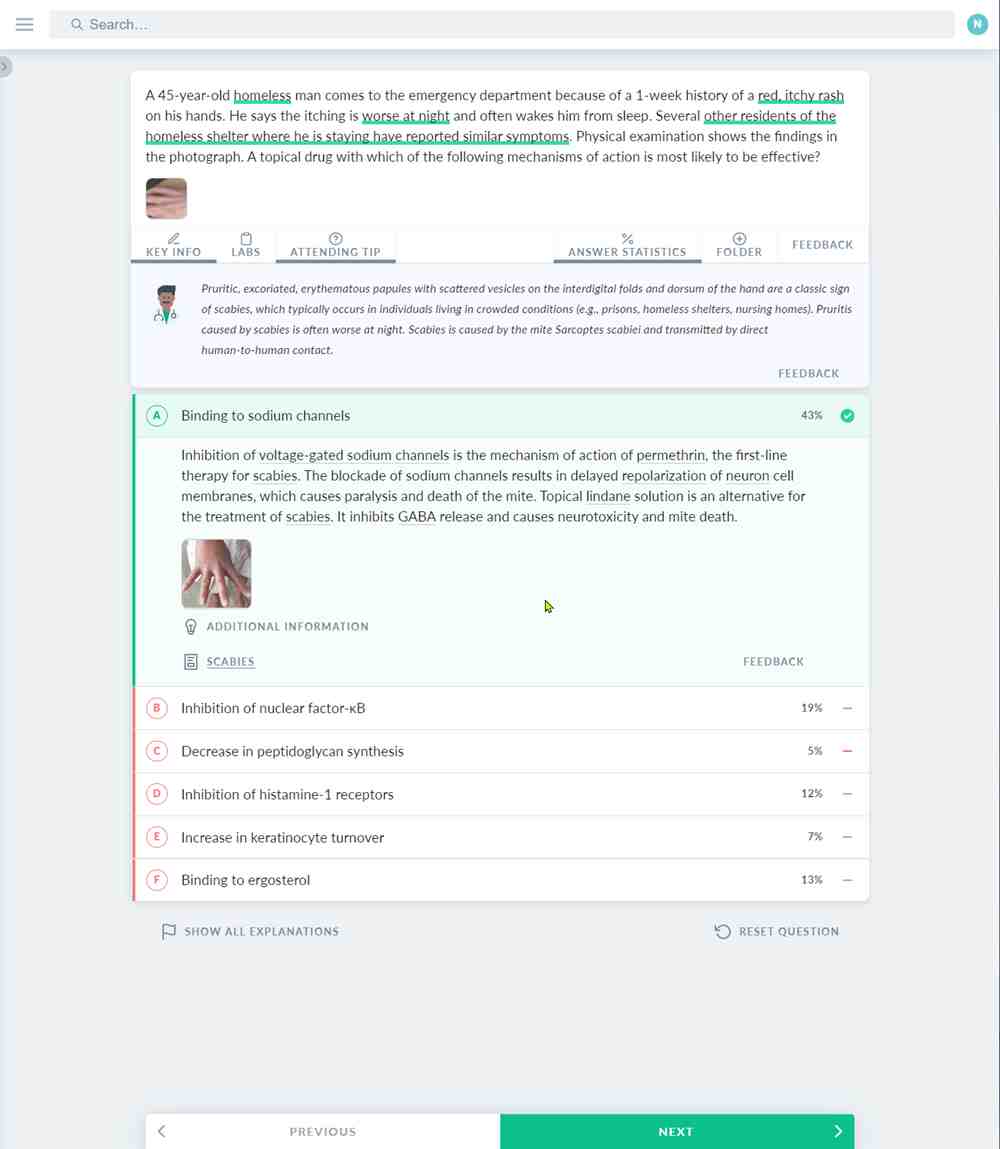 Search...
N
A 45-year-old homeless man comes to the emergency department because of a 1-week history of a red, itchy rash
on his hands. He says the itching is worse at night and often wakes him from sleep. Several other residents of the
homeless shelter where he is staying have reported similar symptoms. Physical examination shows the findings in
the photograph. A topical drug with which of the following mechanisms of action is most likely to be effective?
KEY INFO LABS ATTENDING TIP ANSWER STATISTICS FOLDER FEEDBACK
Pruritic, excoriated, erythematous papules with scattered vesicles on the interdigital folds and dorsum of the hand are a classic sign
of scabies, which typically occurs in individuals living in crowded conditions (e.g., prisons, homeless shelters, nursing homes). Pruritis
caused by scabies is often worse at night. Scabies is caused by the mite Sarcoptes scabiei and transmitted by direct
human-to-human contact.
FEEDBACK
A Binding to sodium channels 43%
Inhibition of voltage-gated sodium channels is the mechanism of action of permethrin, the first-line
therapy for scabies. The blockade of sodium channels results in delayed repolarization of neuron cell
membranes, which causes paralysis and death of the mite. Topical lindane solution is an alternative for
the treatment of scabies. It inhibits GABA release and causes neurotoxicity and mite death.
ADDITIONAL INFORMATION
SCABIES FEEDBACK
B Inhibition of nuclear factor-κB 19%
C Decrease in peptidoglycan synthesis 5%
D Inhibition of histamine-1 receptors 12%
E Increase in keratinocyte turnover 7%
F Binding to ergosterol 13%
SHOW ALL EXPLANATIONS RESET QUESTION
PREVIOUS NEXT